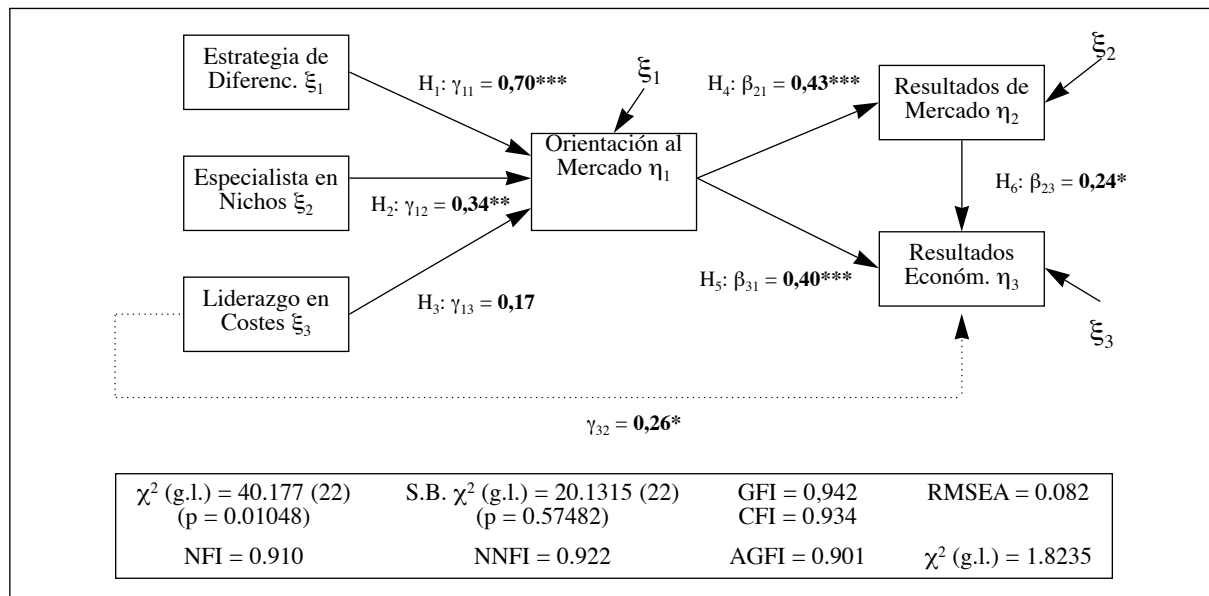 Estrategia de
Diferenc. ξ₁
H₁: γ₁₁ = 0,70***
ξ₁
H₄: β₂₁ = 0,43***
Resultados de
Mercado η₂
ξ₂
Orientación al
Mercado η₁
Especialista en
Nichos ξ₂
H₂: γ₁₂ = 0,34**
H₆: β₂₃ = 0,24*
Resultados
Económ. η₃
H₅: β₃₁ = 0,40***
Liderazgo en
Costes ξ₃
H₃: γ₁₃ = 0,17
ξ₃
γ₃₂ = 0,26*
χ² (g.l.) = 40.177 (22) S.B. χ² (g.l.) = 20.1315 (22) GFI = 0,942 RMSEA = 0.082
(p = 0.01048) (p = 0.57482) CFI = 0.934
NFI = 0.910 NNFI = 0.922 AGFI = 0.901 χ² (g.l.) = 1.8235